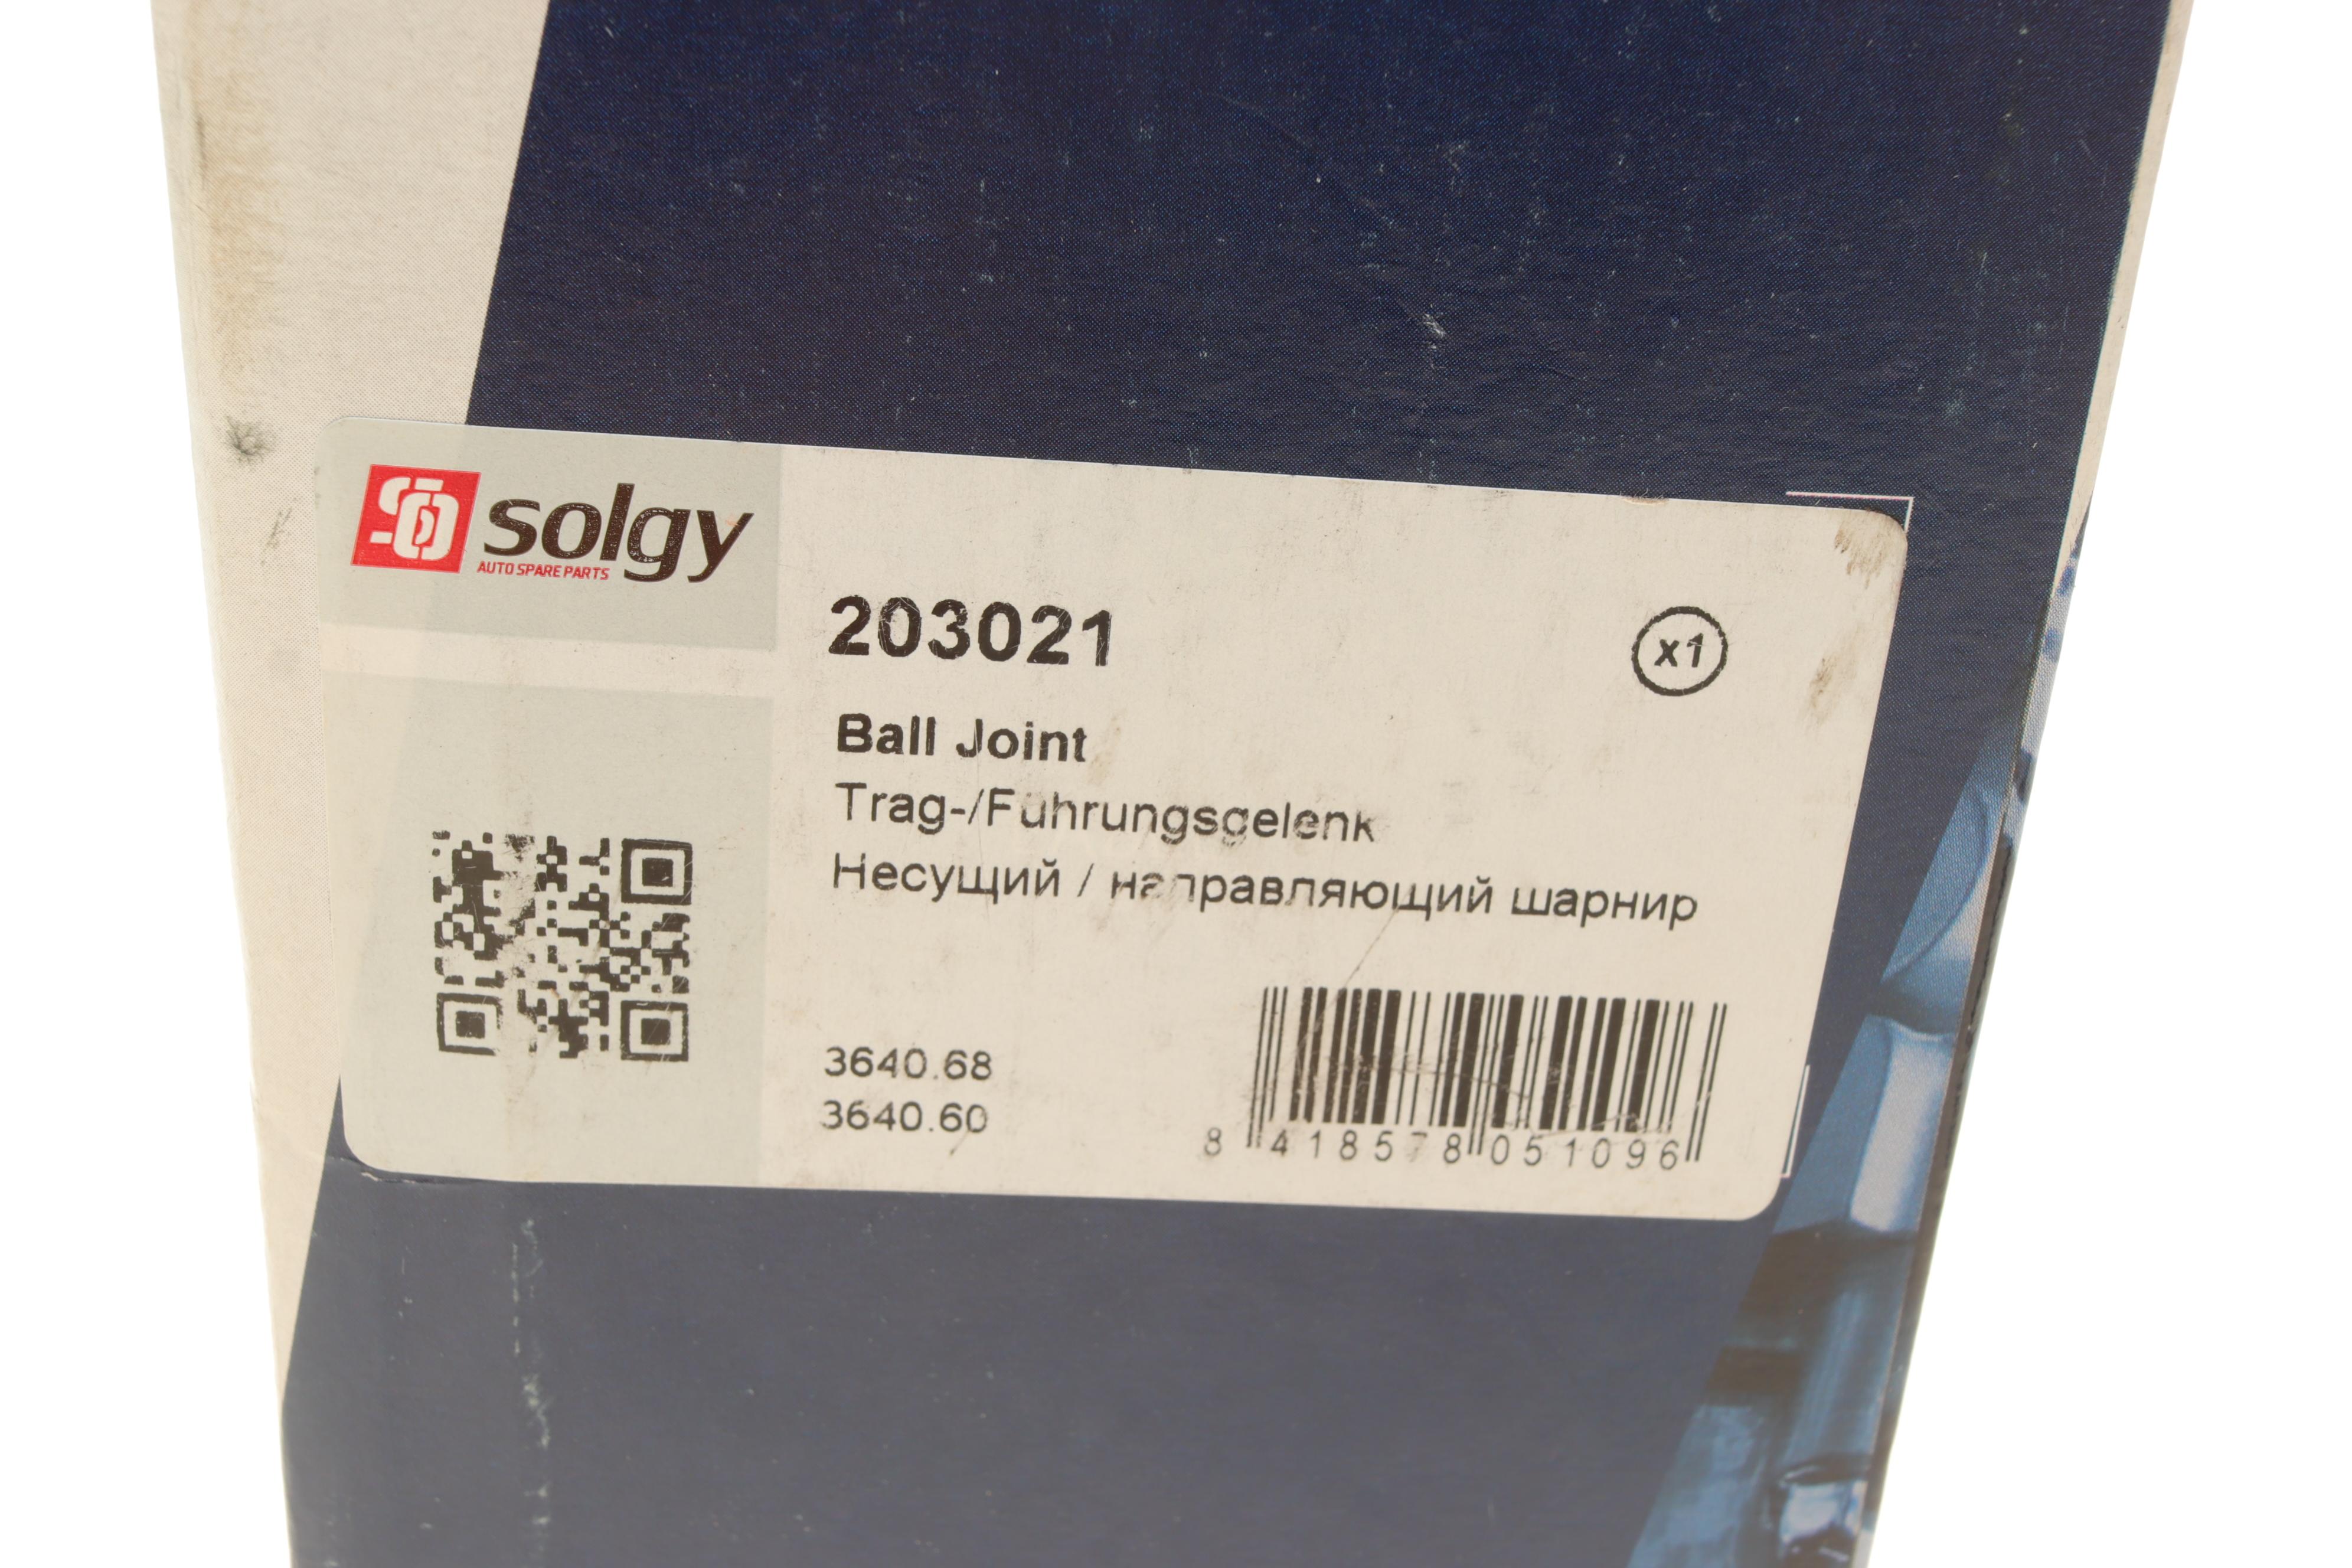 solgy
AUTO SPARE PARTS
203021
x1
Ball Joint
Trag-/Führungsgelenk
Несущий / направляющий шарнир
3640.68
3640.60
8 418578 051096